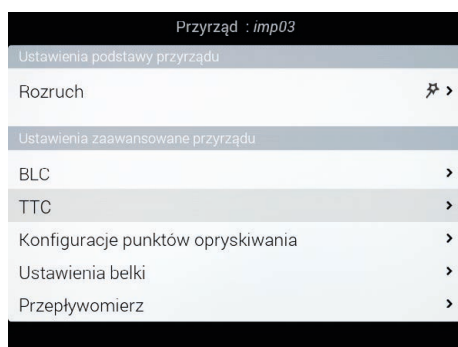 Przyrząd : imp03
Ustawienia podstawy przyrządu
Rozruch
Ustawienia zaawansowane przyrządu
BLC
TTC
Konfiguracje punktów opryskiwania
Ustawienia belki
Przepływomierz